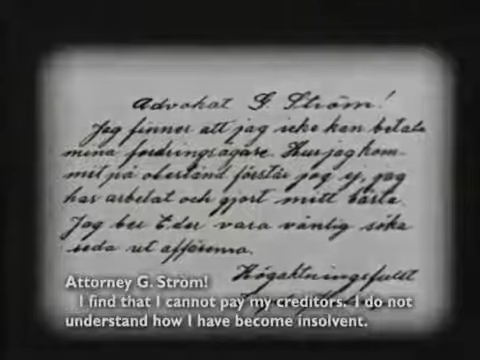 Advokat G. Ström!
Jag finner att jag icke kan betala
mina fordringsägare. Hur jag kom-
mit på obestånd förstår jag ej, jag
har arbetat och gjort mitt bästa.
Jag ber Eder vara vänlig söka
reda ut affärerna.
Högaktningsfullt
Attorney G. Ström!
I find that I cannot pay my creditors. I do not
understand how I have become insolvent.